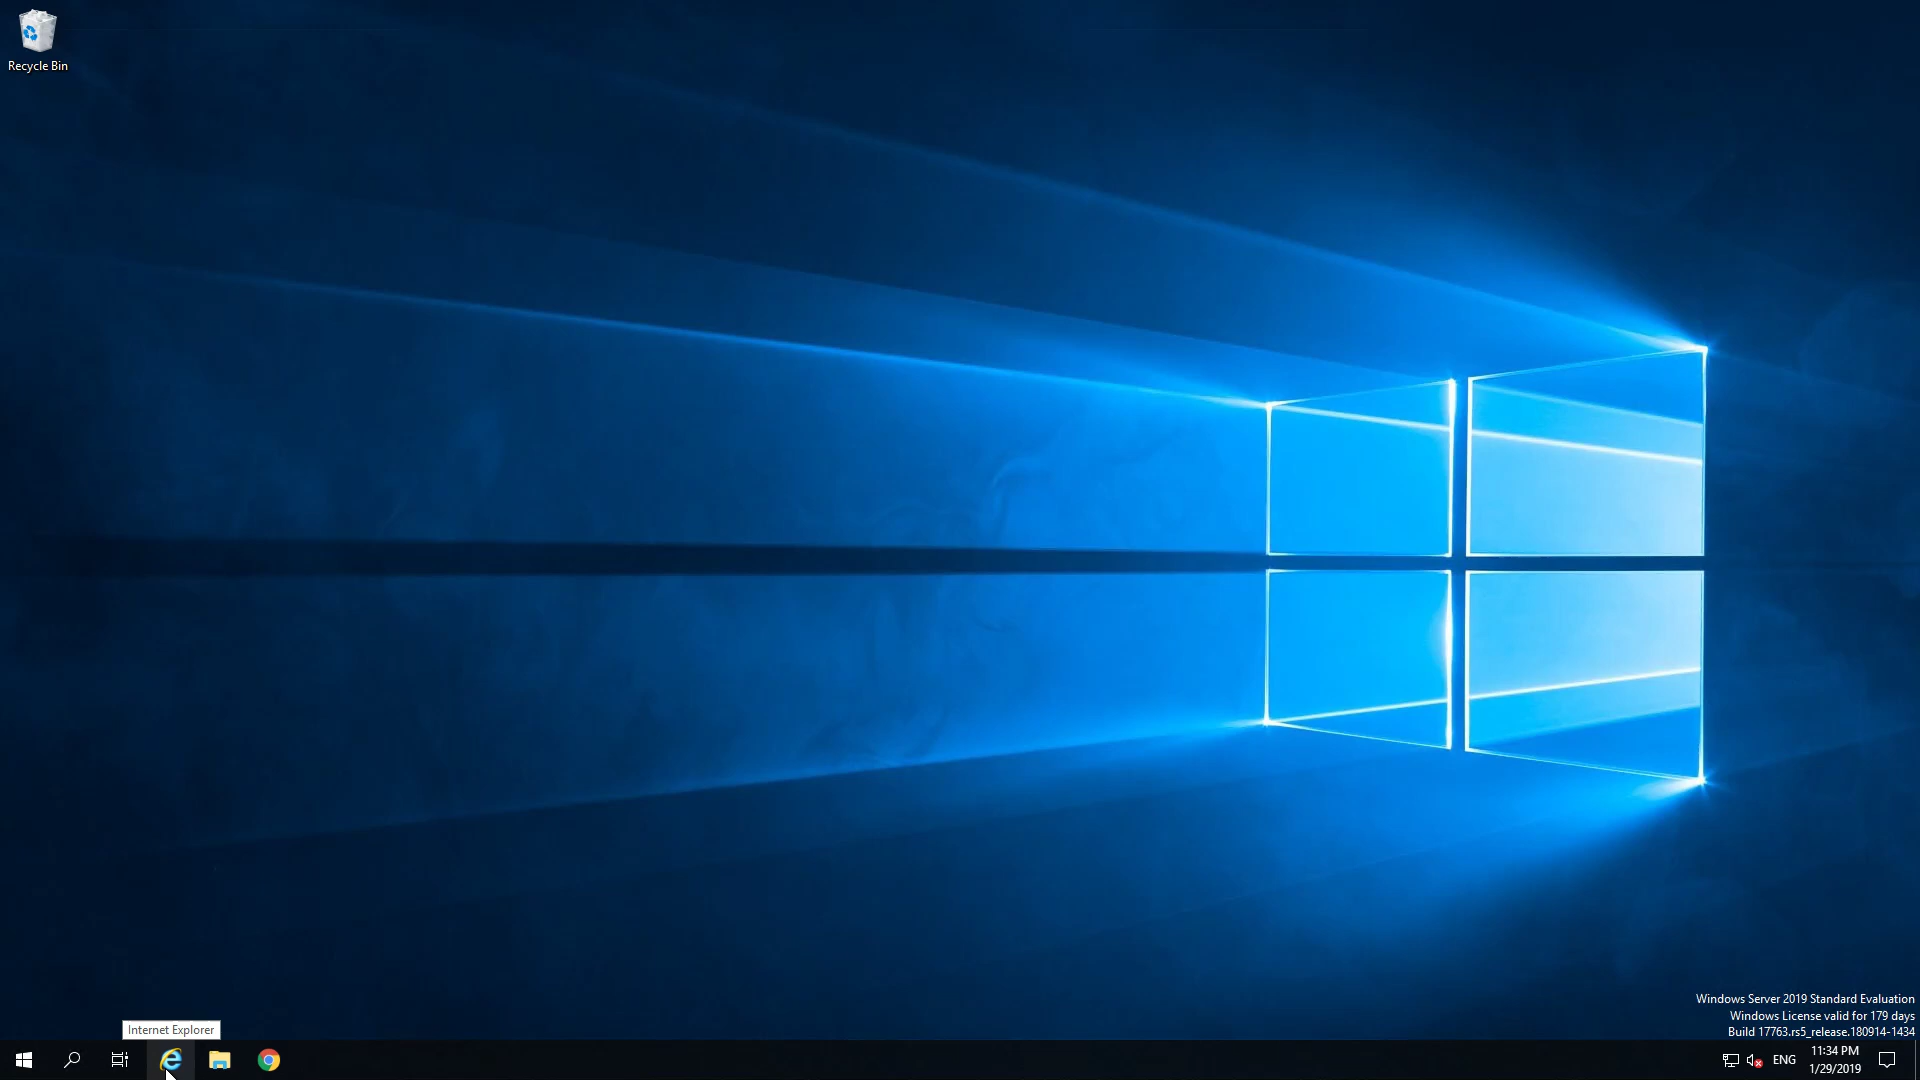 Recycle Bin
Windows Server 2019 Standard Evaluation
Windows License valid for 179 days
Build 17763.rs5_release.180914-1434
Internet Explorer
ENG
11:34 PM
1/29/2019